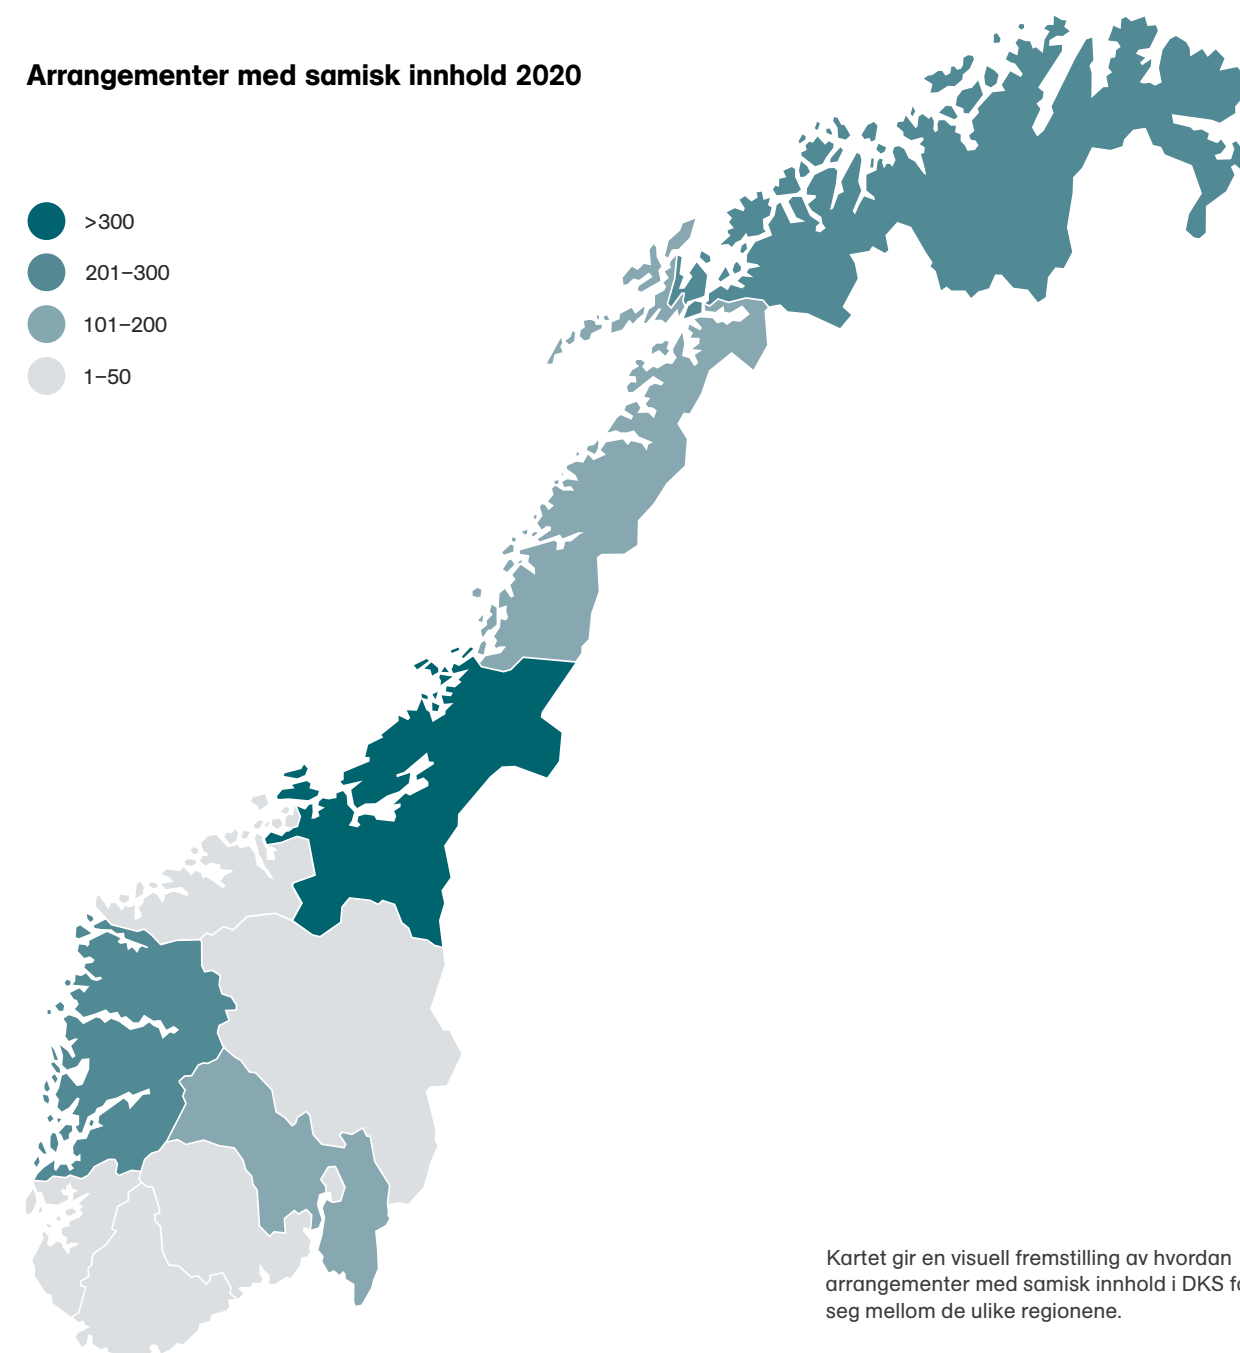 Arrangementer med samisk innhold 2020
>300
201–300
101–200
1–50
Kartet gir en visuell fremstilling av hvordan
arrangementer med samisk innhold i DKS
seg mellom de ulike regionene.